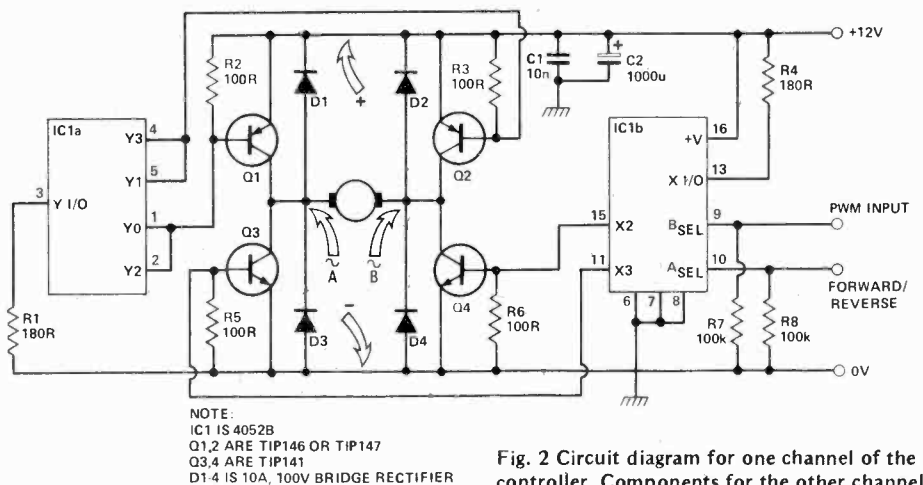 +12V
R2
100R
D1
+
D2
R3
100R
C1
10n
+
C2
1000u
R4
180R
IC1a
Y3
4
Y1
5
3
Y I/O
Y0
1
Y2
2
R1
180R
Q1
Q2
IC1b
+V
16
X I/O
13
15
X2
BSEL
9
PWM INPUT
11
X3
ASEL
10
FORWARD/
REVERSE
6
7
8
R7
100k
R8
100k
Q3
~
A
~
B
Q4
R5
100R
D3
−
D4
R6
100R
0V
NOTE:
IC1 IS 4052B
Q1,2 ARE TIP146 OR TIP147
Q3,4 ARE TIP141
D1-4 IS 10A, 100V BRIDGE RECTIFIER
Fig. 2 Circuit diagram for one channel of the
controller. Components for the other channel